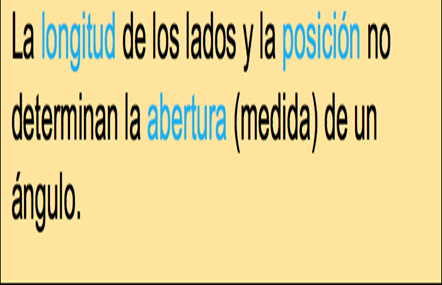 La longitud de los lados y la posición no
determinan la abertura (medida) de un
ángulo.